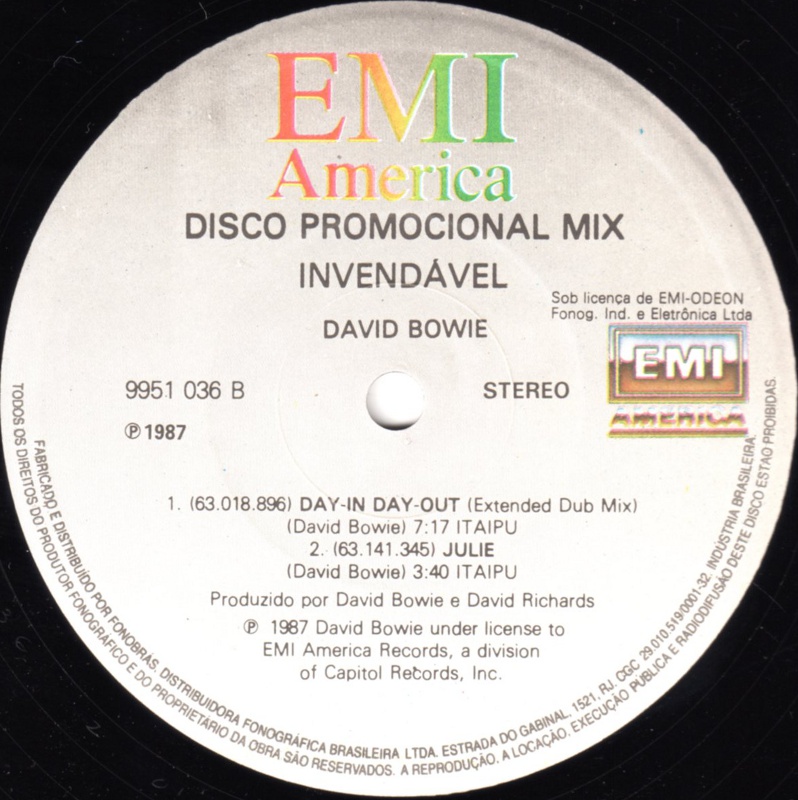 EMI
America
DISCO PROMOCIONAL MIX
INVENDÁVEL
Sob licença de EMI-ODEON
Fonog. Ind. e Eletrônica Ltda
DAVID BOWIE
EMI
AMERICA
9951 036 B
STEREO
℗ 1987
1. (63.018.896) DAY-IN DAY-OUT (Extended Dub Mix)
(David Bowie) 7:17 ITAIPU
2. (63.141.345) JULIE
(David Bowie) 3:40 ITAIPU
Produzido por David Bowie e David Richards
℗ 1987 David Bowie under license to
EMI America Records, a division
of Capitol Records, Inc.
FABRICADO E DISTRIBUÍDO POR FONOBRAS. DISTRIBUIDORA FONOGRÁFICA BRASILEIRA LTDA. ESTRADA DO GABINAL, 1521, RJ. CGC 29.010.519/0001-32. INDÚSTRIA BRASILEIRA.
TODOS OS DIREITOS DO PRODUTOR FONOGRÁFICO E DO PROPRIETÁRIO DA OBRA SÃO RESERVADOS. A REPRODUÇÃO, A LOCAÇÃO, EXECUÇÃO PÚBLICA E RADIODIFUSÃO DESTE DISCO ESTÃO PROIBIDAS.